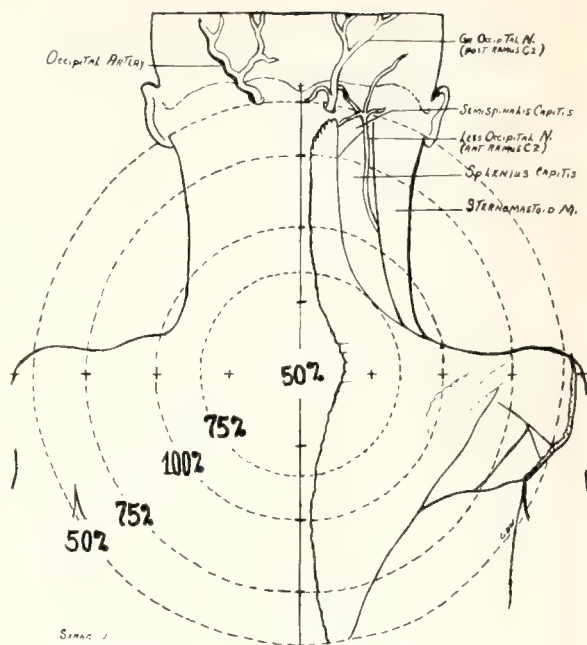 OCCIPITAL ARTERY
GR OCCIPIT N.
(POST RAMUS C2)
SEMISPINALIS CAPITIS
LESS OCCIPITAL N.
(ANT RAMUS C2)
SPLENIUS CAPITIS
STERNOMASTOID M.
50%
75%
100%
75%
50%